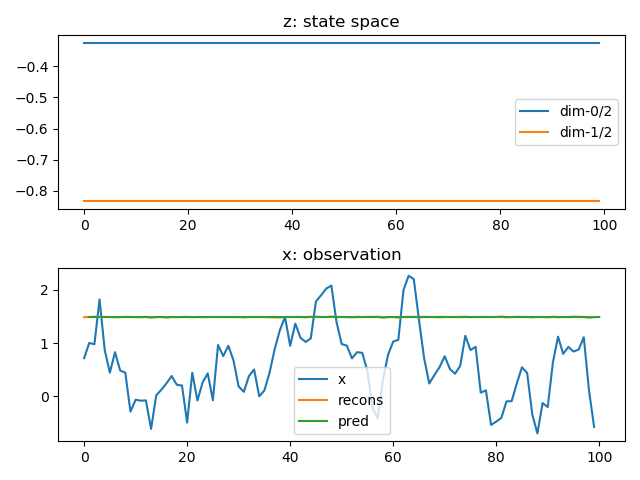 z: state space
−0.4
−0.5
−0.6
−0.7
−0.8
dim-0/2
dim-1/2
0 20 40 60 80 100
x: observation
2
1
0
x
recons
pred
0 20 40 60 80 100